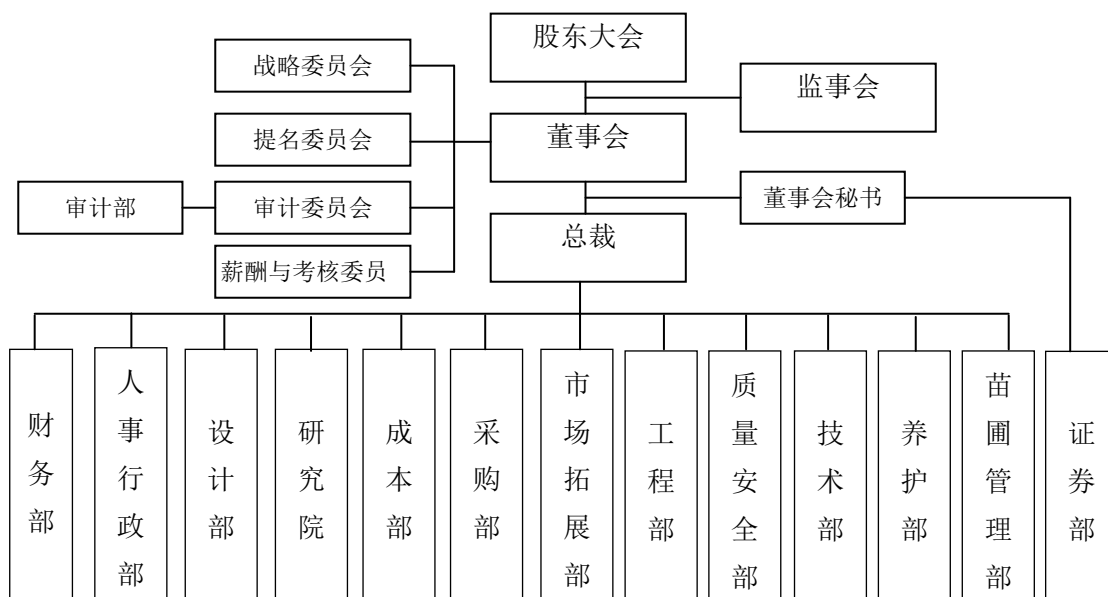 股东大会
战略委员会
监事会
提名委员会
董事会
审计部
审计委员会
董事会秘书
总裁
薪酬与考核委员
财务部
人事行政部
设计部
研究院
成本部
采购部
市场拓展部
工程部
质量安全部
技术部
养护部
苗圃管理部
证券部